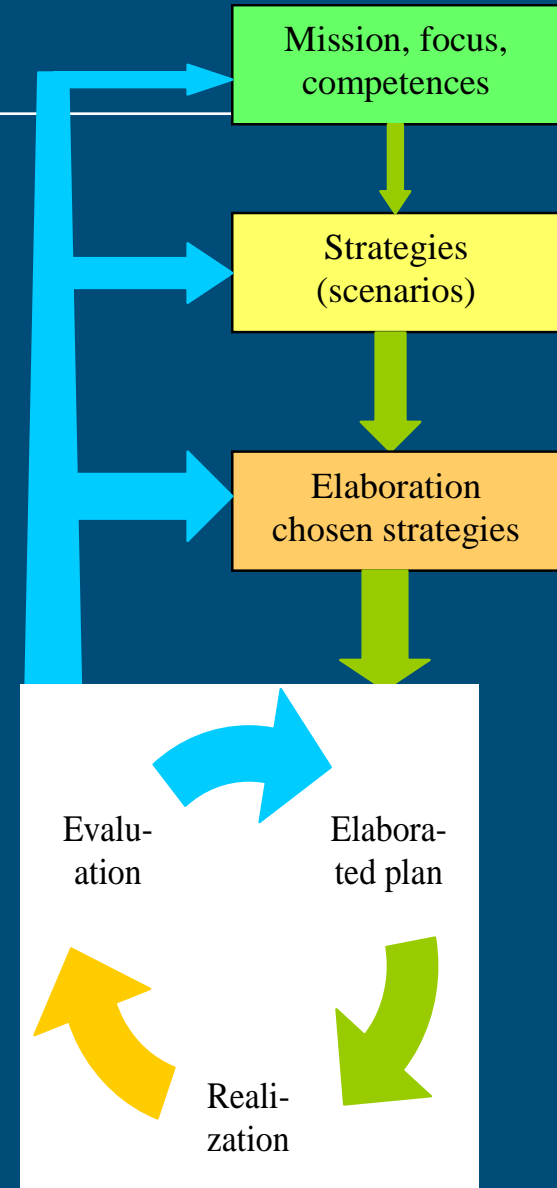 Mission, focus,
competences
Strategies
(scenarios)
Elaboration
chosen strategies
Evalu-
ation
Elabora-
ted plan
Reali-
zation